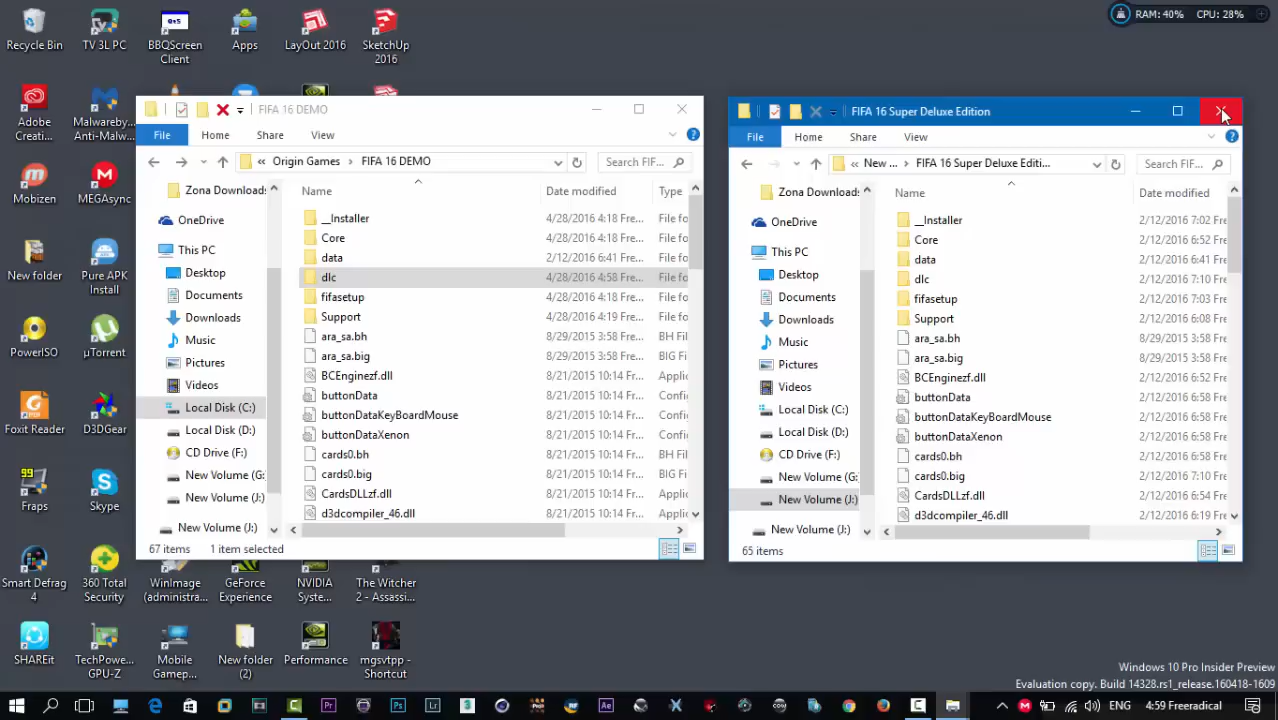 RAM: 40% CPU: 28%
Recycle Bin
TV 3L PC
BBQScreen
Client
Apps
LayOut 2016
SketchUp
2016
Adobe
Creati...
Malwareby...
Anti-Malw...
Mobizen
MEGAsync
New folder
Pure APK
Install
PowerISO
µTorrent
Foxit Reader
D3DGear
99
Fraps
Skype
Smart Defrag
4
360 Total
Security
WinImage
(administra...
GeForce
Experience
NVIDIA
Syste...
The Witcher
2 - Assassi...
SHAREit
TechPowe...
GPU-Z
Mobile
Gamep...
New folder
(2)
Performance
mgsvtpp -
Shortcut
FIFA 16 DEMO
File Home Share View
« Origin Games > FIFA 16 DEMO
Search FIF...
Zona Downloads
OneDrive
This PC
Desktop
Documents
Downloads
Music
Pictures
Videos
Local Disk (C:)
Local Disk (D:)
CD Drive (F:)
New Volume (G:
New Volume (J:)
New Volume (J:)
Name Date modified Type
__Installer 4/28/2016 4:18 Fre... File fo
Core 4/28/2016 4:18 Fre... File fo
data 2/12/2016 6:41 Fre... File fo
dlc 4/28/2016 4:58 Fre... File fo
fifasetup 4/28/2016 4:18 Fre... File fo
Support 4/28/2016 4:19 Fre... File fo
ara_sa.bh 8/29/2015 3:58 Fre... BH Fil
ara_sa.big 8/29/2015 3:58 Fre... BIG Fi
BCEnginezf.dll 8/21/2015 10:14 Fr... Applic
buttonData 8/21/2015 10:14 Fr... Config
buttonDataKeyBoardMouse 8/21/2015 10:14 Fr... Config
buttonDataXenon 8/21/2015 10:14 Fr... Config
cards0.bh 8/21/2015 10:14 Fr... BH Fil
cards0.big 8/21/2015 10:14 Fr... BIG Fi
CardsDLLzf.dll 8/21/2015 10:14 Fr... Applic
d3dcompiler_46.dll 8/21/2015 10:14 Fr... Applic
67 items 1 item selected
FIFA 16 Super Deluxe Edition
File Home Share View
« New ... > FIFA 16 Super Deluxe Editi...
Search FIF...
Zona Downloads
OneDrive
This PC
Desktop
Documents
Downloads
Music
Pictures
Videos
Local Disk (C:)
Local Disk (D:)
CD Drive (F:)
New Volume (G:
New Volume (J:)
New Volume (J:)
Name Date modified
__Installer 2/12/2016 7:02 Fre
Core 2/12/2016 6:52 Fre
data 2/12/2016 6:41 Fre
dlc 2/12/2016 7:10 Fre
fifasetup 2/12/2016 7:03 Fre
Support 2/12/2016 6:08 Fre
ara_sa.bh 8/29/2015 3:58 Fre
ara_sa.big 8/29/2015 3:58 Fre
BCEnginezf.dll 2/12/2016 6:58 Fre
buttonData 2/12/2016 6:58 Fre
buttonDataKeyBoardMouse 2/12/2016 6:58 Fre
buttonDataXenon 2/12/2016 6:58 Fre
cards0.bh 2/12/2016 6:58 Fre
cards0.big 2/12/2016 7:10 Fre
CardsDLLzf.dll 2/12/2016 6:54 Fre
d3dcompiler_46.dll 2/12/2016 6:19 Fre
65 items
Windows 10 Pro Insider Preview
Evaluation copy. Build 14328.rs1_release.160418-1609
ENG 4:59 Freeradical